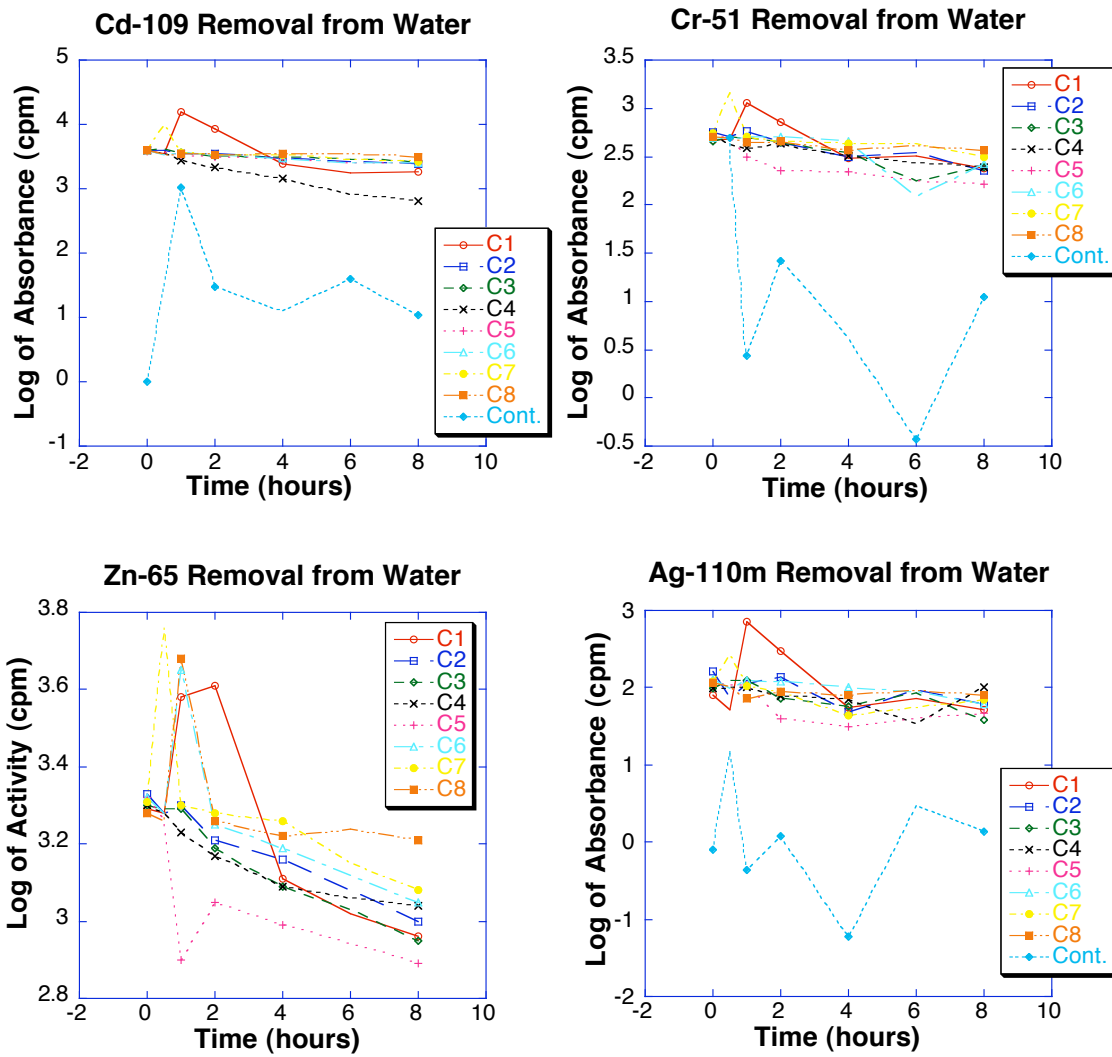 Cd-109 Removal from Water
Log of Absorbance (cpm)
5
4
3
2
1
0
-1
-2 0 2 4 6 8 10
Time (hours)
C1
C2
C3
C4
C5
C6
C7
C8
Cont.
Cr-51 Removal from Water
Log of Absorbance (cpm)
3.5
3
2.5
2
1.5
1
0.5
0
-0.5
-2 0 2 4 6 8 10
Time (hours)
C1
C2
C3
C4
C5
C6
C7
C8
Cont.
Zn-65 Removal from Water
Log of Activity (cpm)
3.8
3.6
3.4
3.2
3
2.8
-2 0 2 4 6 8 10
Time (hours)
C1
C2
C3
C4
C5
C6
C7
C8
Ag-110m Removal from Water
Log of Absorbance (cpm)
3
2
1
0
-1
-2
-2 0 2 4 6 8 10
Time (hours)
C1
C2
C3
C4
C5
C6
C7
C8
Cont.